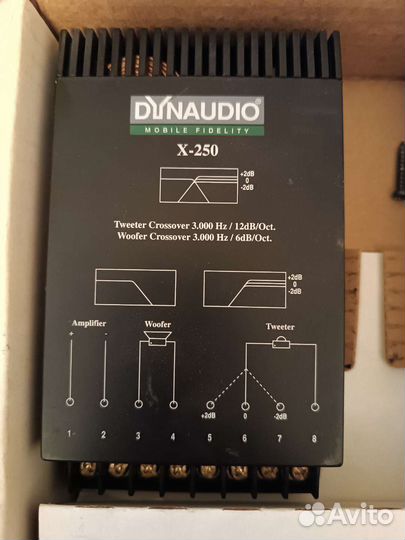 DYNAUDIO
MOBILE FIDELITY
X-250
+2dB
0
-2dB
Tweeter Crossover 3.000 Hz / 12dB/Oct.
Woofer Crossover 3.000 Hz / 6dB/Oct.
+2dB
0
-2dB
Amplifier Woofer Tweeter
+ -
+2dB 0 -2dB
1 2 3 4 5 6 7 8
Avito